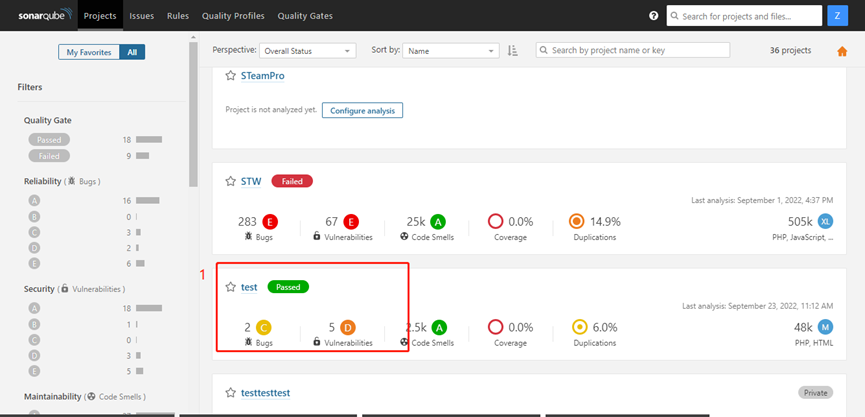 sonarqube Projects Issues Rules Quality Profiles Quality Gates ? Search for projects and files... Z
My Favorites All Perspective: Overall Status Sort by: Name Search by project name or key 36 projects
Filters
Quality Gate
Passed 18
Failed 9
Reliability ( Bugs )
A 16
B 0
C 3
D 2
E 6
Security ( Vulnerabilities )
A 18
B 1
C 0
D 3
E 5
Maintainability ( Code Smells )
STeamPro
Project is not analyzed yet. Configure analysis
STW Failed
Last analysis: September 1, 2022, 4:37 PM
283 E 67 E 25k A 0.0% 14.9% 505k XL
Bugs Vulnerabilities Code Smells Coverage Duplications PHP, JavaScript, ...
1
test Passed
Last analysis: September 23, 2022, 11:12 AM
2 C 5 D 2.5k A 0.0% 6.0% 48k M
Bugs Vulnerabilities Code Smells Coverage Duplications PHP, HTML
testtesttest Private